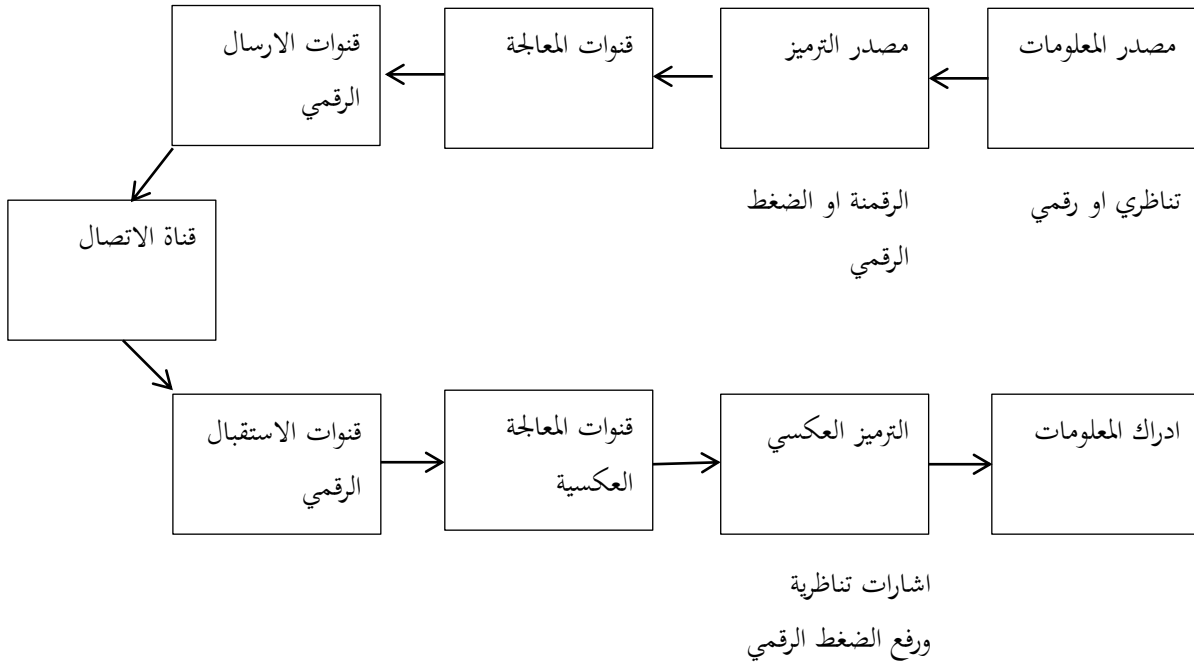 مصدر المعلومات
مصدر الترميز
قنوات المعالجة
قنوات الارسال
الرقمي
تناظري او رقمي
الرقمنة او الضغط
الرقمي
قناة الاتصال
قنوات الاستقبال
الرقمي
قنوات المعالجة
العكسية
الترميز العكسي
ادراك المعلومات
اشارات تناظرية
ورفع الضغط الرقمي